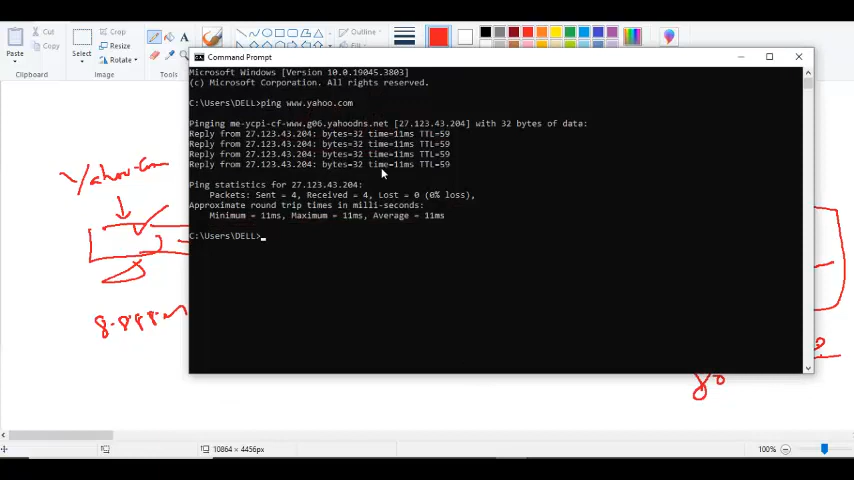 Cut
Copy
Paste
Clipboard
Select
Crop
Resize
Rotate
Image
A
Tools
Outline
Fill
Command Prompt
Microsoft Windows [Version 10.0.19045.3803]
(c) Microsoft Corporation. All rights reserved.
C:\Users\DELL>ping www.yahoo.com
Pinging me-ycpi-cf-www.g06.yahoodns.net [27.123.43.204] with 32 bytes of data:
Reply from 27.123.43.204: bytes=32 time=11ms TTL=59
Reply from 27.123.43.204: bytes=32 time=11ms TTL=59
Reply from 27.123.43.204: bytes=32 time=11ms TTL=59
Reply from 27.123.43.204: bytes=32 time=11ms TTL=59
Ping statistics for 27.123.43.204:
Packets: Sent = 4, Received = 4, Lost = 0 (0% loss),
Approximate round trip times in milli-seconds:
Minimum = 11ms, Maximum = 11ms, Average = 11ms
C:\Users\DELL>
Yahoo.com
10864 × 4456px
100%